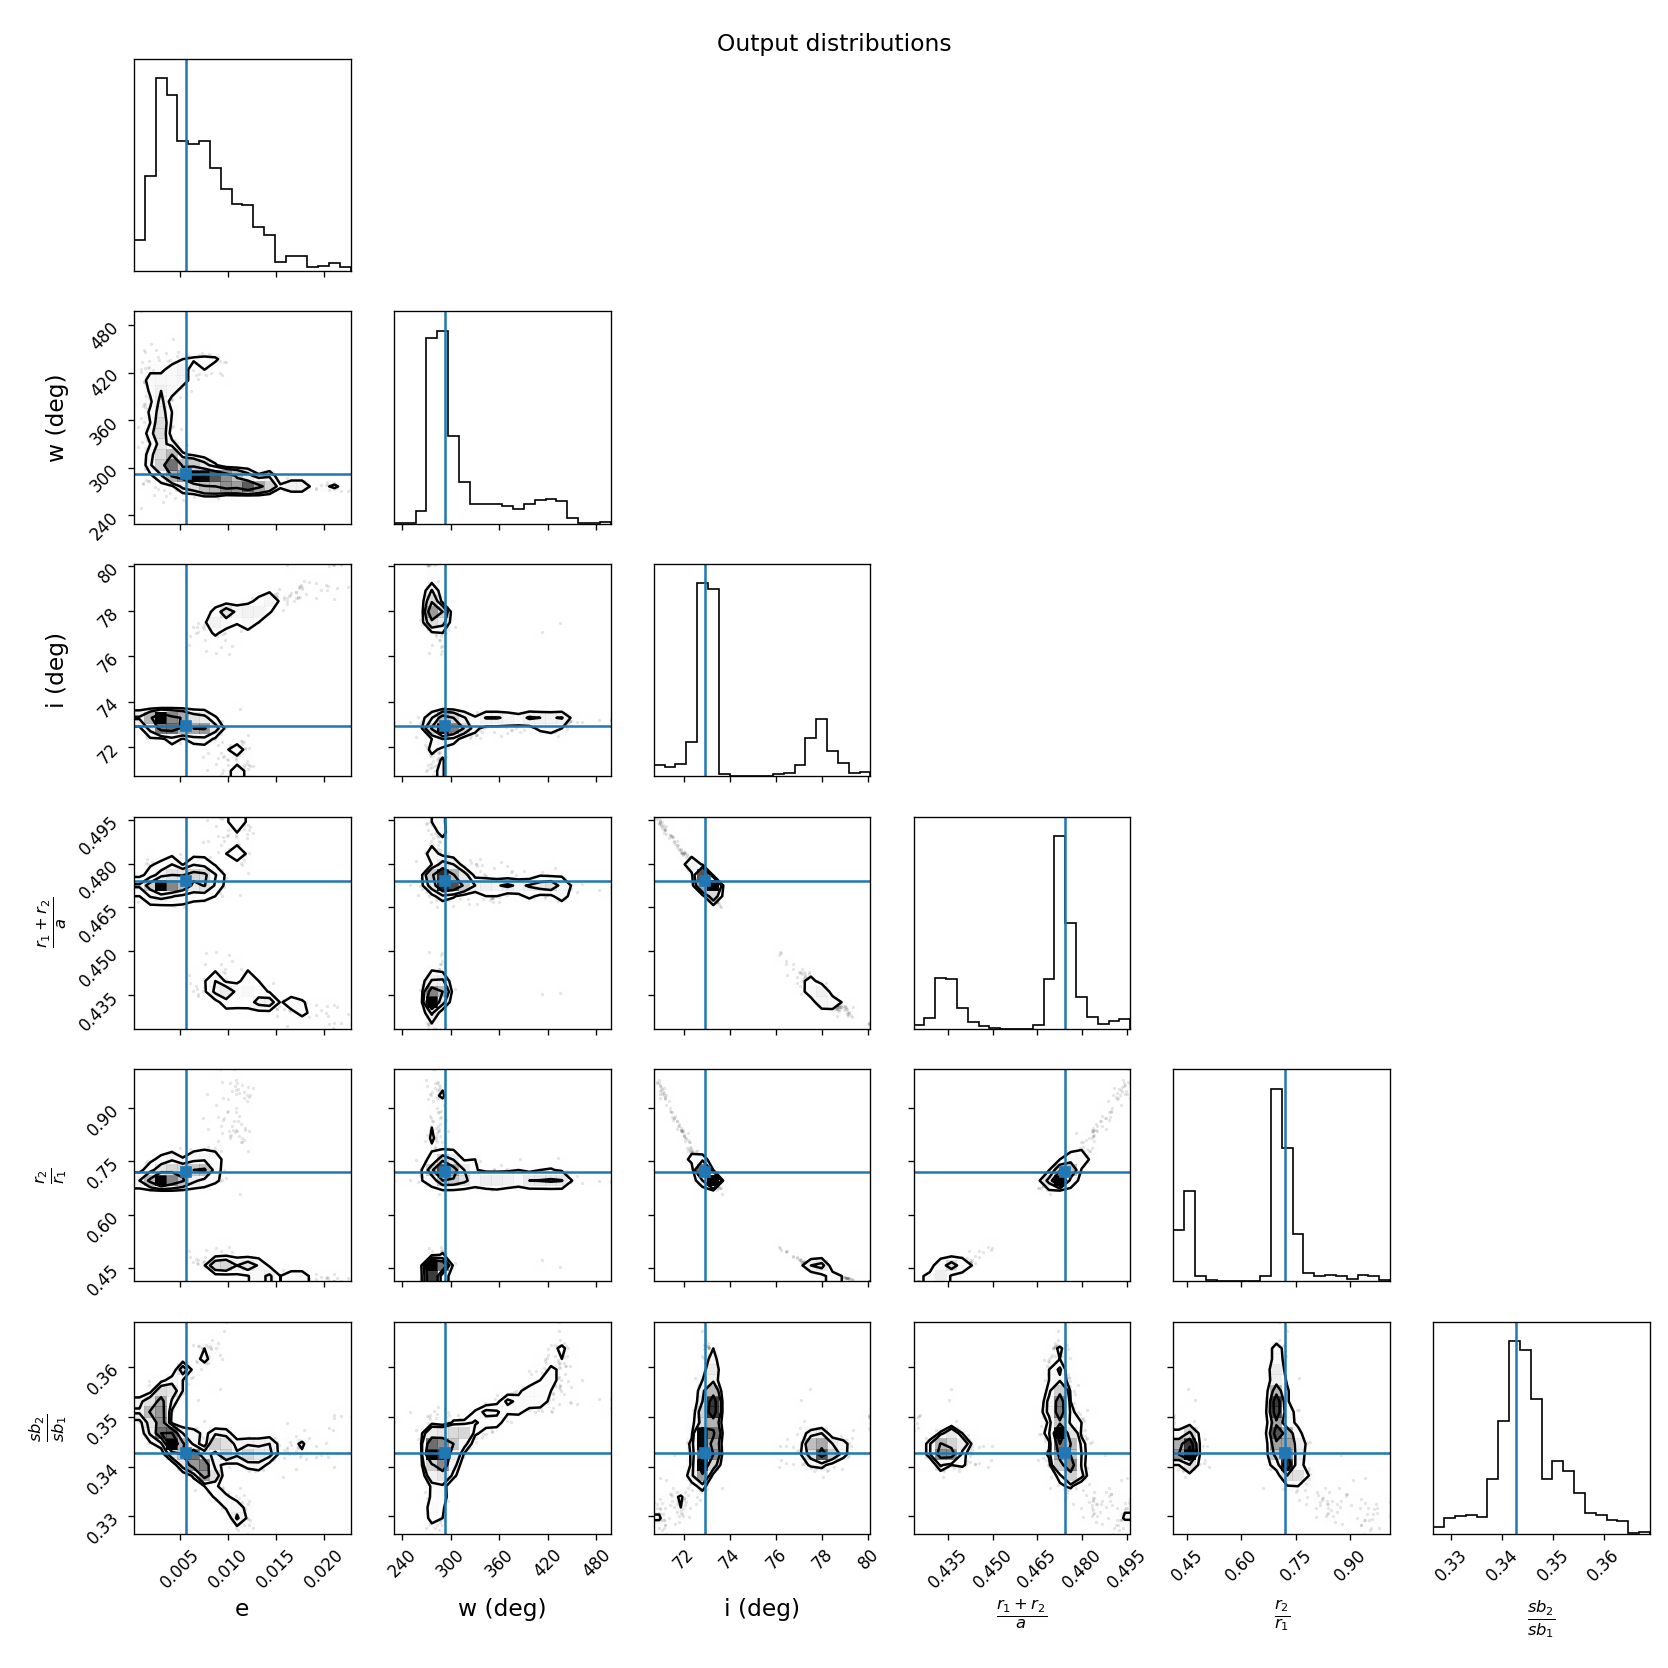 Output distributions
480
420
360
300
240
w (deg)
80
78
76
74
72
i (deg)
0.495
0.480
0.465
0.450
0.435
r₁ + r₂
a
0.90
0.75
0.60
0.45
r₂
r₁
0.36
0.35
0.34
0.33
sb₂
sb₁
0.005 0.010 0.015 0.020 240 300 360 420 480 72 74 76 78 80 0.435 0.450 0.465 0.480 0.495 0.45 0.60 0.75 0.90 0.33 0.34 0.35 0.36
e w (deg) i (deg) r₁ + r₂ r₂ sb₂
a r₁ sb₁